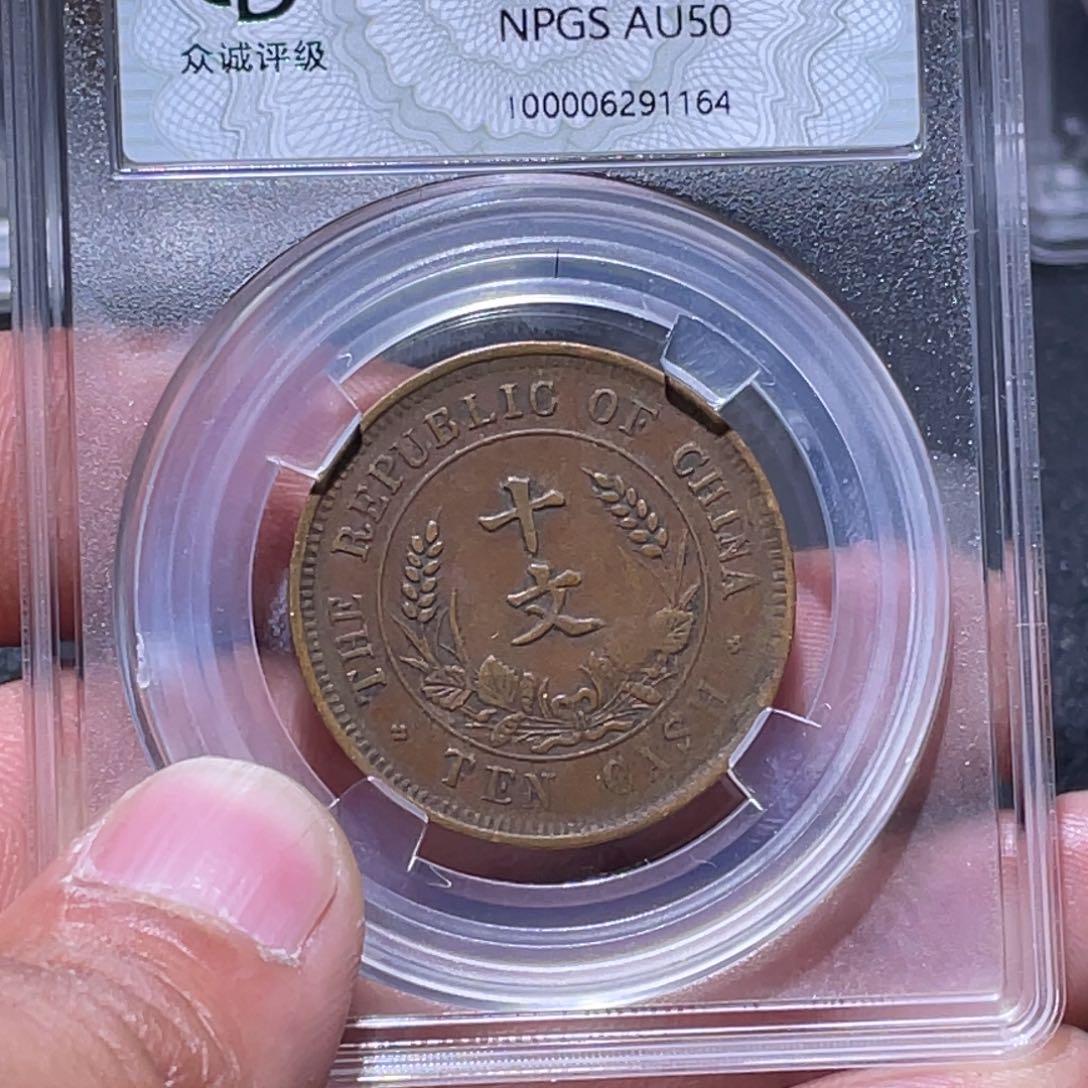 NPGS AU50
众诚评级
100006291164
THE REPUBLIC OF CHINA
十文
TEN CASH